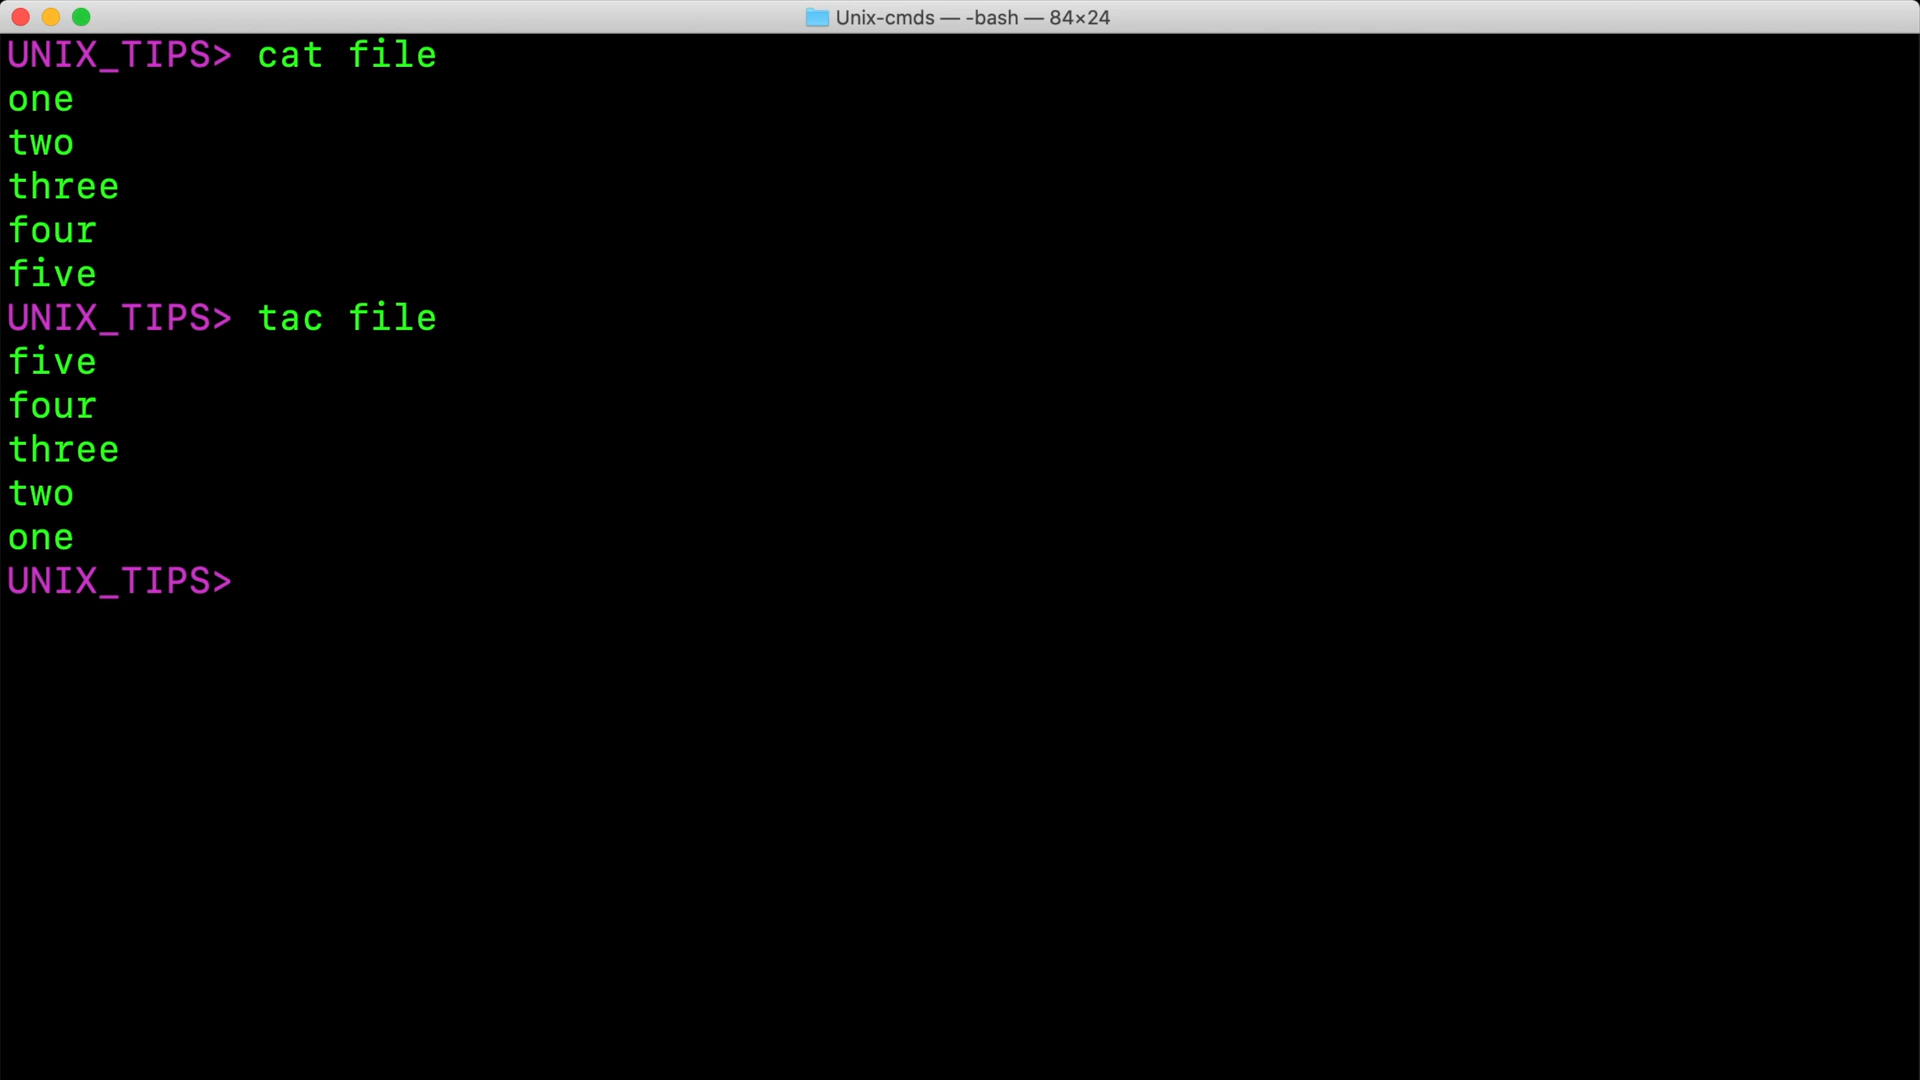 Unix-cmds — -bash — 84×24
UNIX_TIPS> cat file
one
two
three
four
five
UNIX_TIPS> tac file
five
four
three
two
one
UNIX_TIPS>